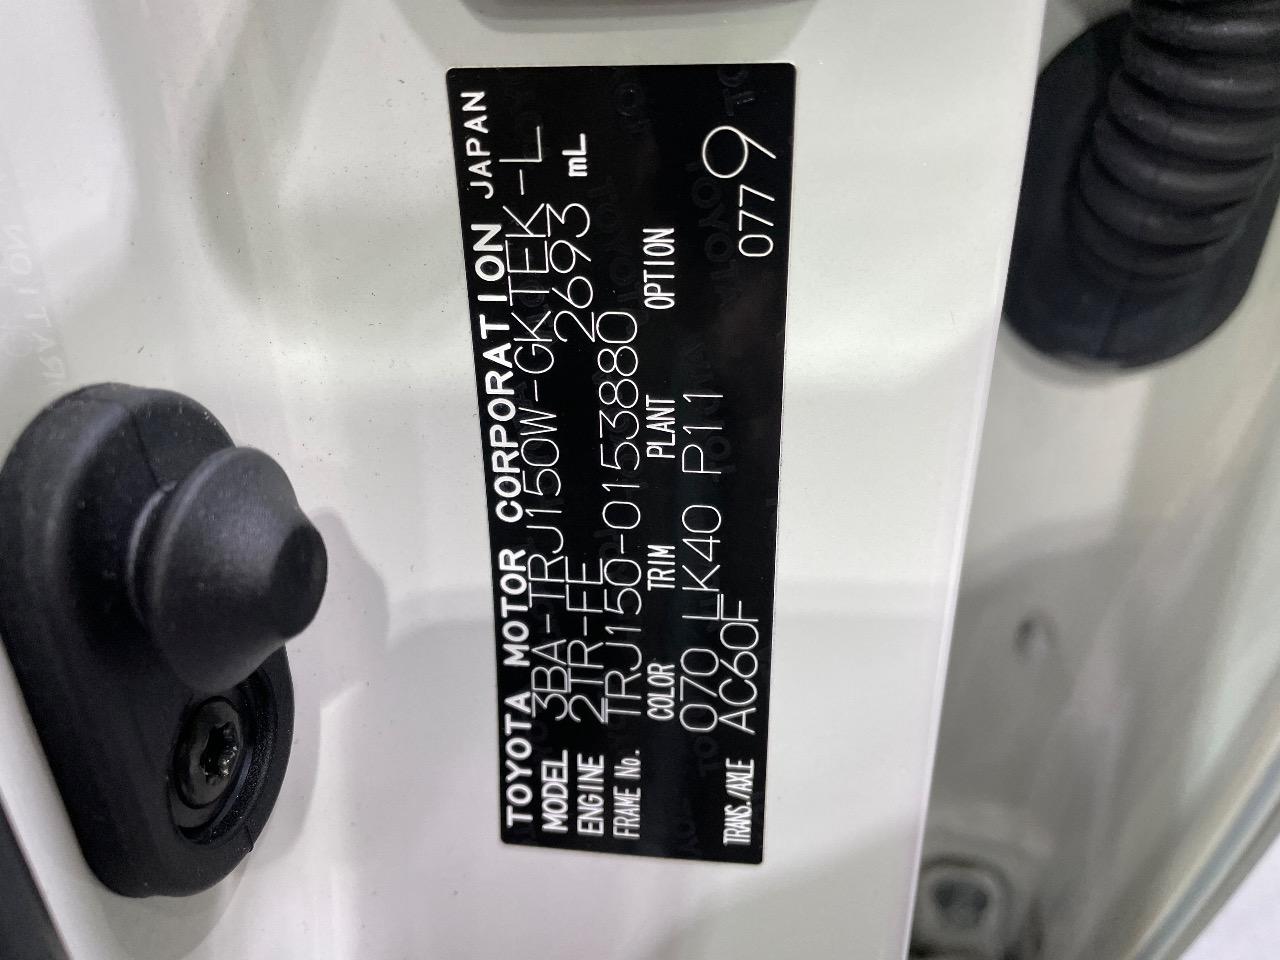 TOYOTA MOTOR CORPORATION JAPAN
MODEL 3BA-TRJ150W-GKTEK-L
ENGINE 2TR-FE 2693 mL
FRAME No. TRJ150-0153880
COLOR TRIM PLANT OPTION
070 LK40 P11
TRANS./AXLE AC60F 0779